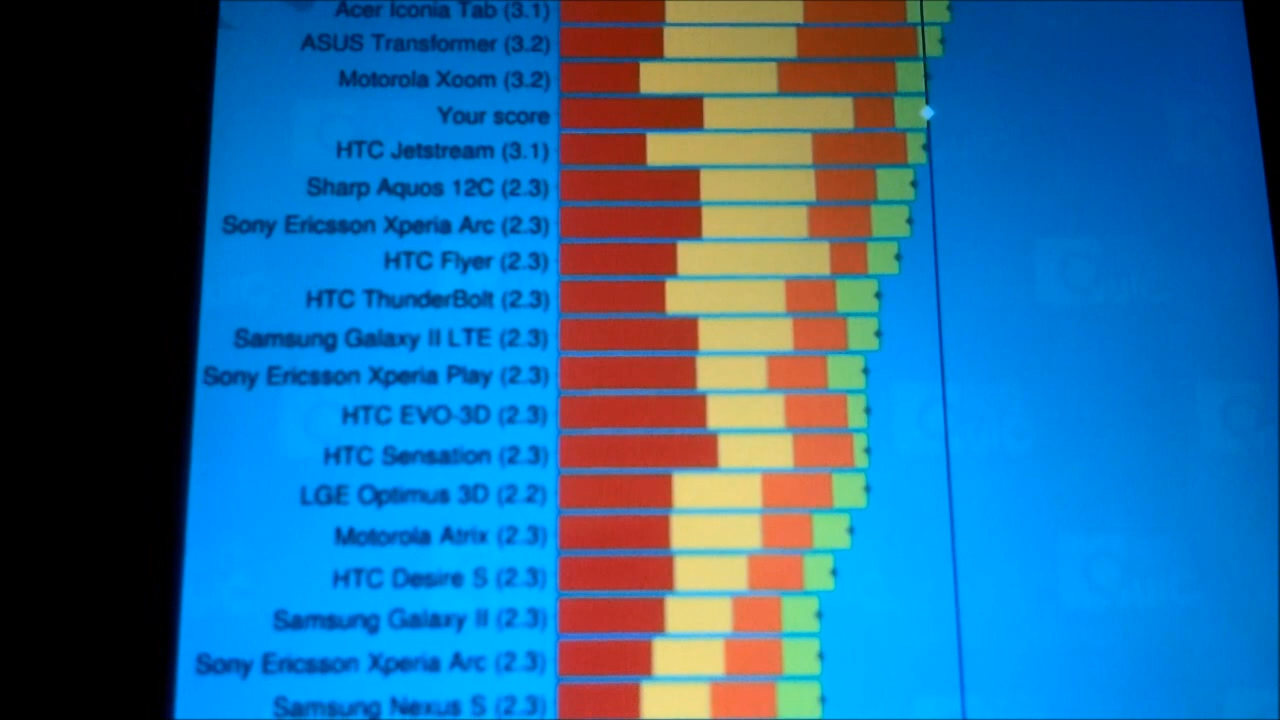 Acer Iconia Tab (3.1)
ASUS Transformer (3.2)
Motorola Xoom (3.2)
Your score
HTC Jetstream (3.1)
Sharp Aquos 12C (2.3)
Sony Ericsson Xperia Arc (2.3)
HTC Flyer (2.3)
HTC ThunderBolt (2.3)
Samsung Galaxy II LTE (2.3)
Sony Ericsson Xperia Play (2.3)
HTC EVO-3D (2.3)
HTC Sensation (2.3)
LGE Optimus 3D (2.2)
Motorola Atrix (2.3)
HTC Desire S (2.3)
Samsung Galaxy II (2.3)
Sony Ericsson Xperia Arc (2.3)
Samsung Nexus S (2.3)